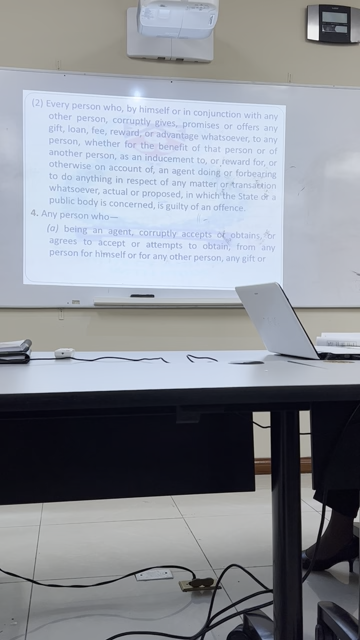 (2) Every person who, by himself or in conjunction with any
other person, corruptly gives, promises or offers any
gift, loan, fee, reward, or advantage whatsoever, to any
person, whether for the benefit of that person or of
another person, as an inducement to, or reward for, or
otherwise on account of, an agent doing or forbearing
to do anything in respect of any matter or transaction
whatsoever, actual or proposed, in which the State or a
public body is concerned, is guilty of an offence.
4. Any person who—
(a) being an agent, corruptly accepts or obtains, or
agrees to accept or attempts to obtain, from any
person for himself or for any other person, any gift or